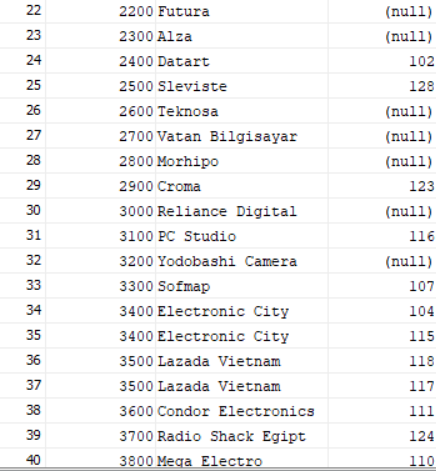 22 2200 Futura (null)
23 2300 Alza (null)
24 2400 Datart 102
25 2500 Sleviste 128
26 2600 Teknosa (null)
27 2700 Vatan Bilgisayar (null)
28 2800 Morhipo (null)
29 2900 Croma 123
30 3000 Reliance Digital (null)
31 3100 PC Studio 116
32 3200 Yodobashi Camera (null)
33 3300 Sofmap 107
34 3400 Electronic City 104
35 3400 Electronic City 115
36 3500 Lazada Vietnam 118
37 3500 Lazada Vietnam 117
38 3600 Condor Electronics 111
39 3700 Radio Shack Egipt 124
40 3800 Mega Electro 110